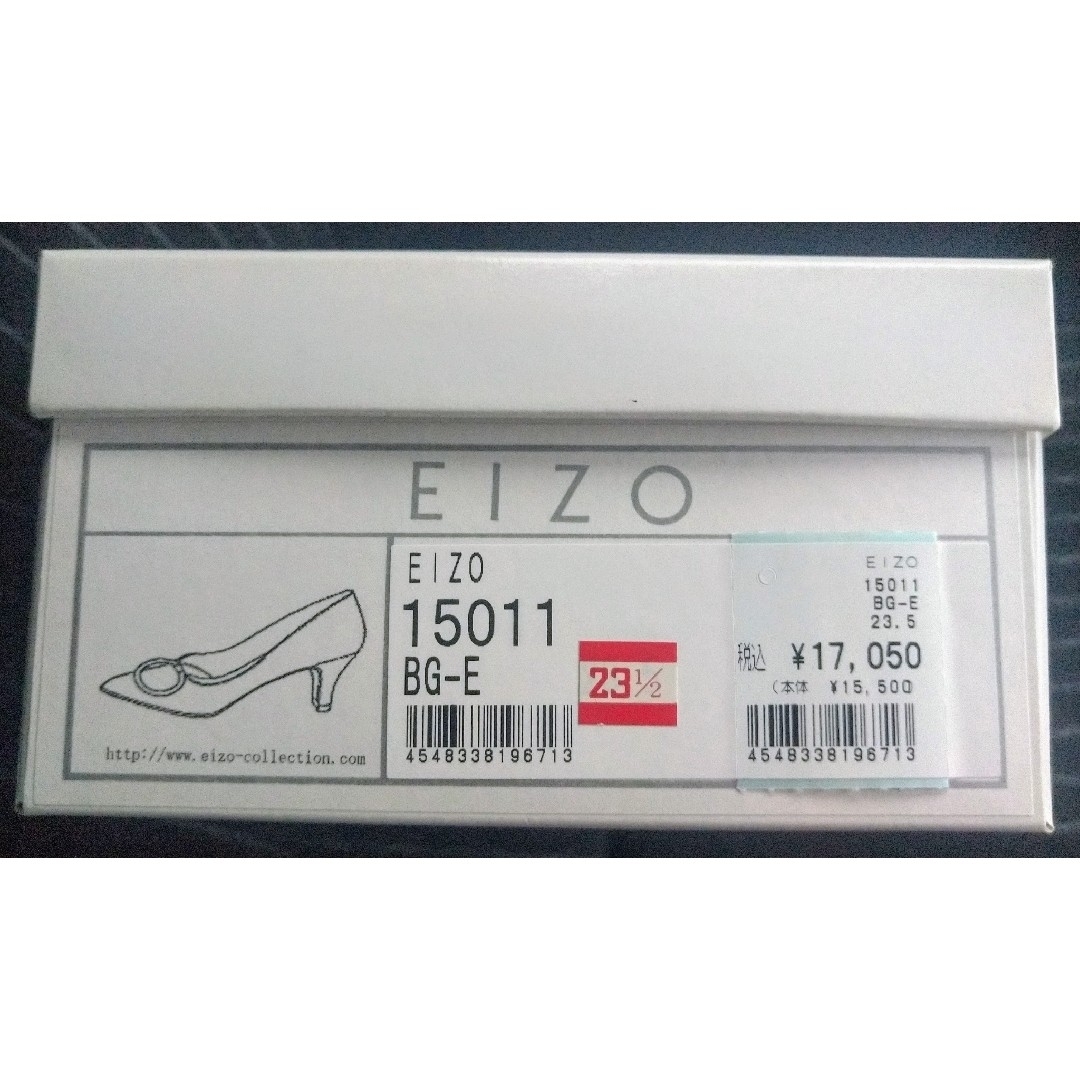 EIZO
http://www.eizo-collection.com
EIZO
15011
BG-E
23½
4548338196713
EIZO
15011
BG-E
23.5
税込 ¥17,050
(本体 ¥15,500
4548338196713